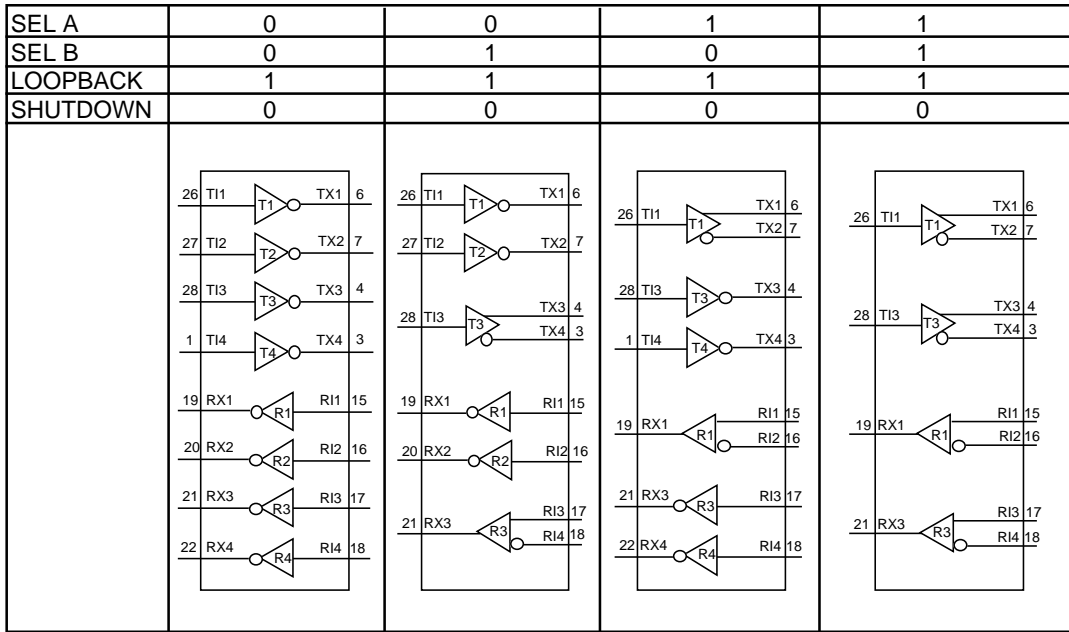 SEL A 0 0 1 1
SEL B 0 1 0 1
LOOPBACK 1 1 1 1
SHUTDOWN 0 0 0 0
26 TI1 T1 TX1 6
27 TI2 T2 TX2 7
28 TI3 T3 TX3 4
1 TI4 T4 TX4 3
19 RX1 R1 RI1 15
20 RX2 R2 RI2 16
21 RX3 R3 RI3 17
22 RX4 R4 RI4 18
26 TI1 T1 TX1 6
27 TI2 T2 TX2 7
28 TI3 T3 TX3 4
TX4 3
19 RX1 R1 RI1 15
20 RX2 R2 RI2 16
21 RX3 R3 RI3 17
RI4 18
26 TI1 T1 TX1 6
TX2 7
28 TI3 T3 TX3 4
1 TI4 T4 TX4 3
19 RX1 R1 RI1 15
RI2 16
21 RX3 R3 RI3 17
22 RX4 R4 RI4 18
26 TI1 T1 TX1 6
TX2 7
28 TI3 T3 TX3 4
TX4 3
19 RX1 R1 RI1 15
RI2 16
21 RX3 R3 RI3 17
RI4 18